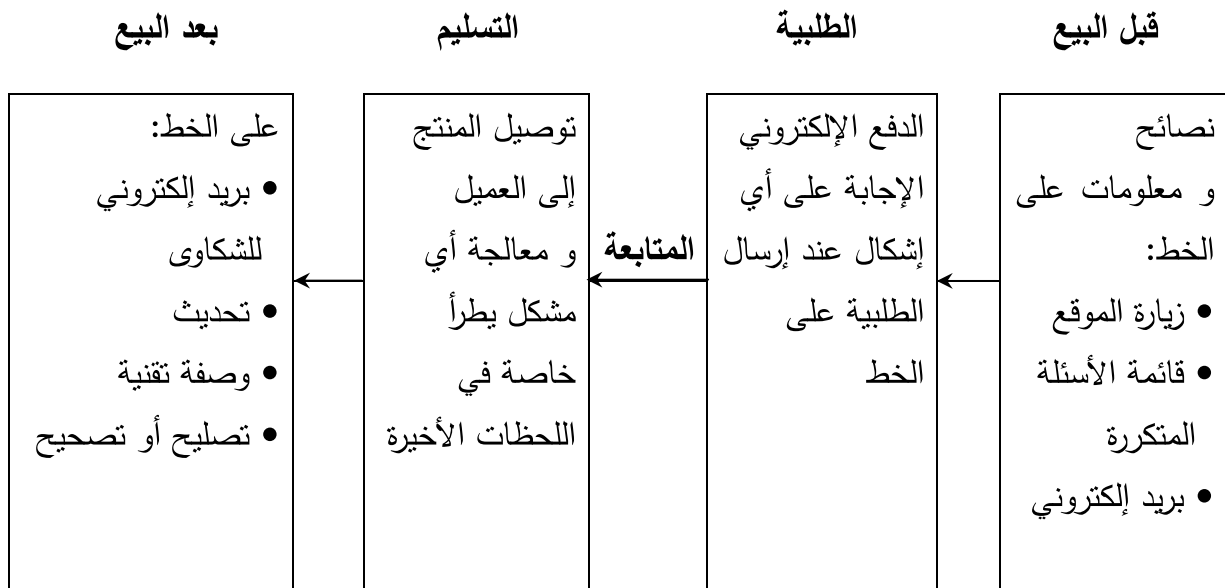 قبل البيع
الطلبية
التسليم
بعد البيع
نصائح
و معلومات على
الخط:
• زيارة الموقع
• قائمة الأسئلة
المتكررة
• بريد إلكتروني
الدفع الإلكتروني
الإجابة على أي
إشكال عند إرسال
الطلبية على
الخط
المتابعة
توصيل المنتج
إلى العميل
و معالجة أي
مشكل يطرأ
خاصة في
اللحظات الأخيرة
على الخط:
• بريد إلكتروني
للشكاوى
• تحديث
• وصفة تقنية
• تصليح أو تصحيح